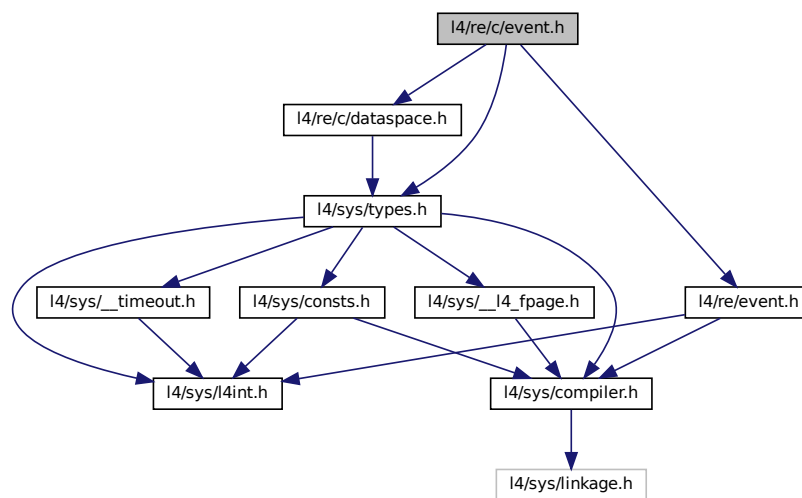 l4/re/c/event.h
l4/re/c/dataspace.h
l4/sys/types.h
l4/sys/__timeout.h
l4/sys/consts.h
l4/sys/__l4_fpage.h
l4/re/event.h
l4/sys/l4int.h
l4/sys/compiler.h
l4/sys/linkage.h